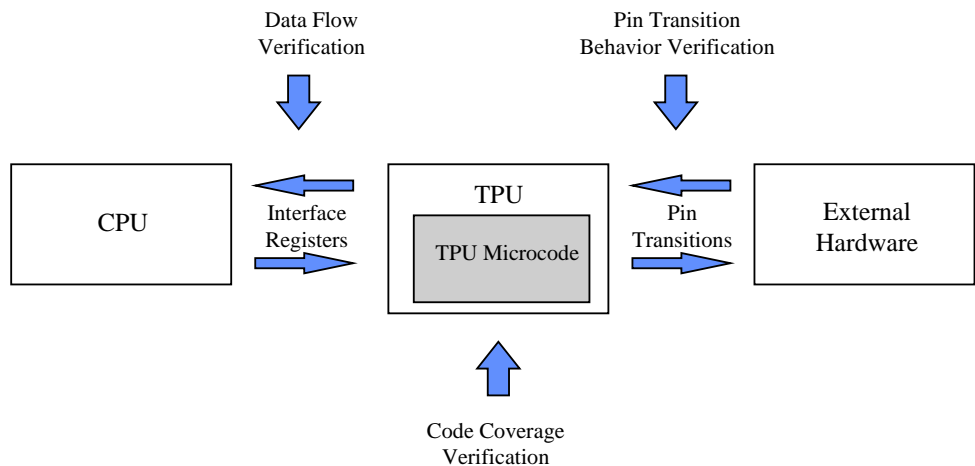 Data Flow
Verification
Pin Transition
Behavior Verification
CPU
Interface
Registers
TPU
TPU Microcode
Pin
Transitions
External
Hardware
Code Coverage
Verification